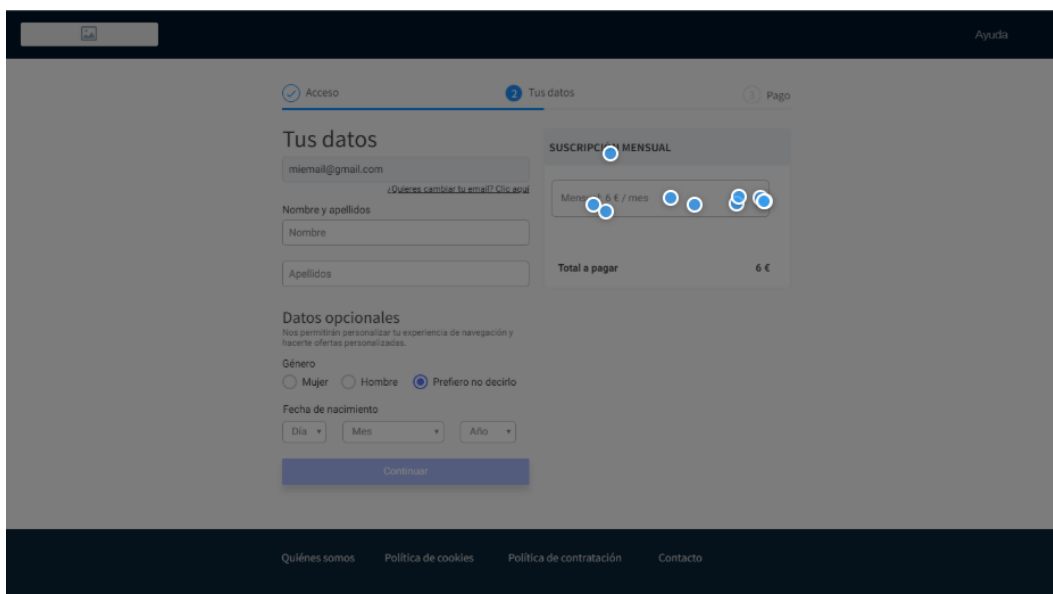 Ayuda
Acceso
2 Tus datos
3 Pago
Tus datos
SUSCRIPCIÓN MENSUAL
miemail@gmail.com
¿Quieres cambiar tu email? Clic aquí
Mensual: 6 € / mes
Nombre y apellidos
Nombre
Apellidos
Total a pagar 6 €
Datos opcionales
Nos permitirán personalizar tu experiencia de navegación y
hacerte ofertas personalizadas.
Género
Mujer Hombre Prefiero no decirlo
Fecha de nacimiento
Día Mes Año
Continuar
Quiénes somos Política de cookies Política de contratación Contacto